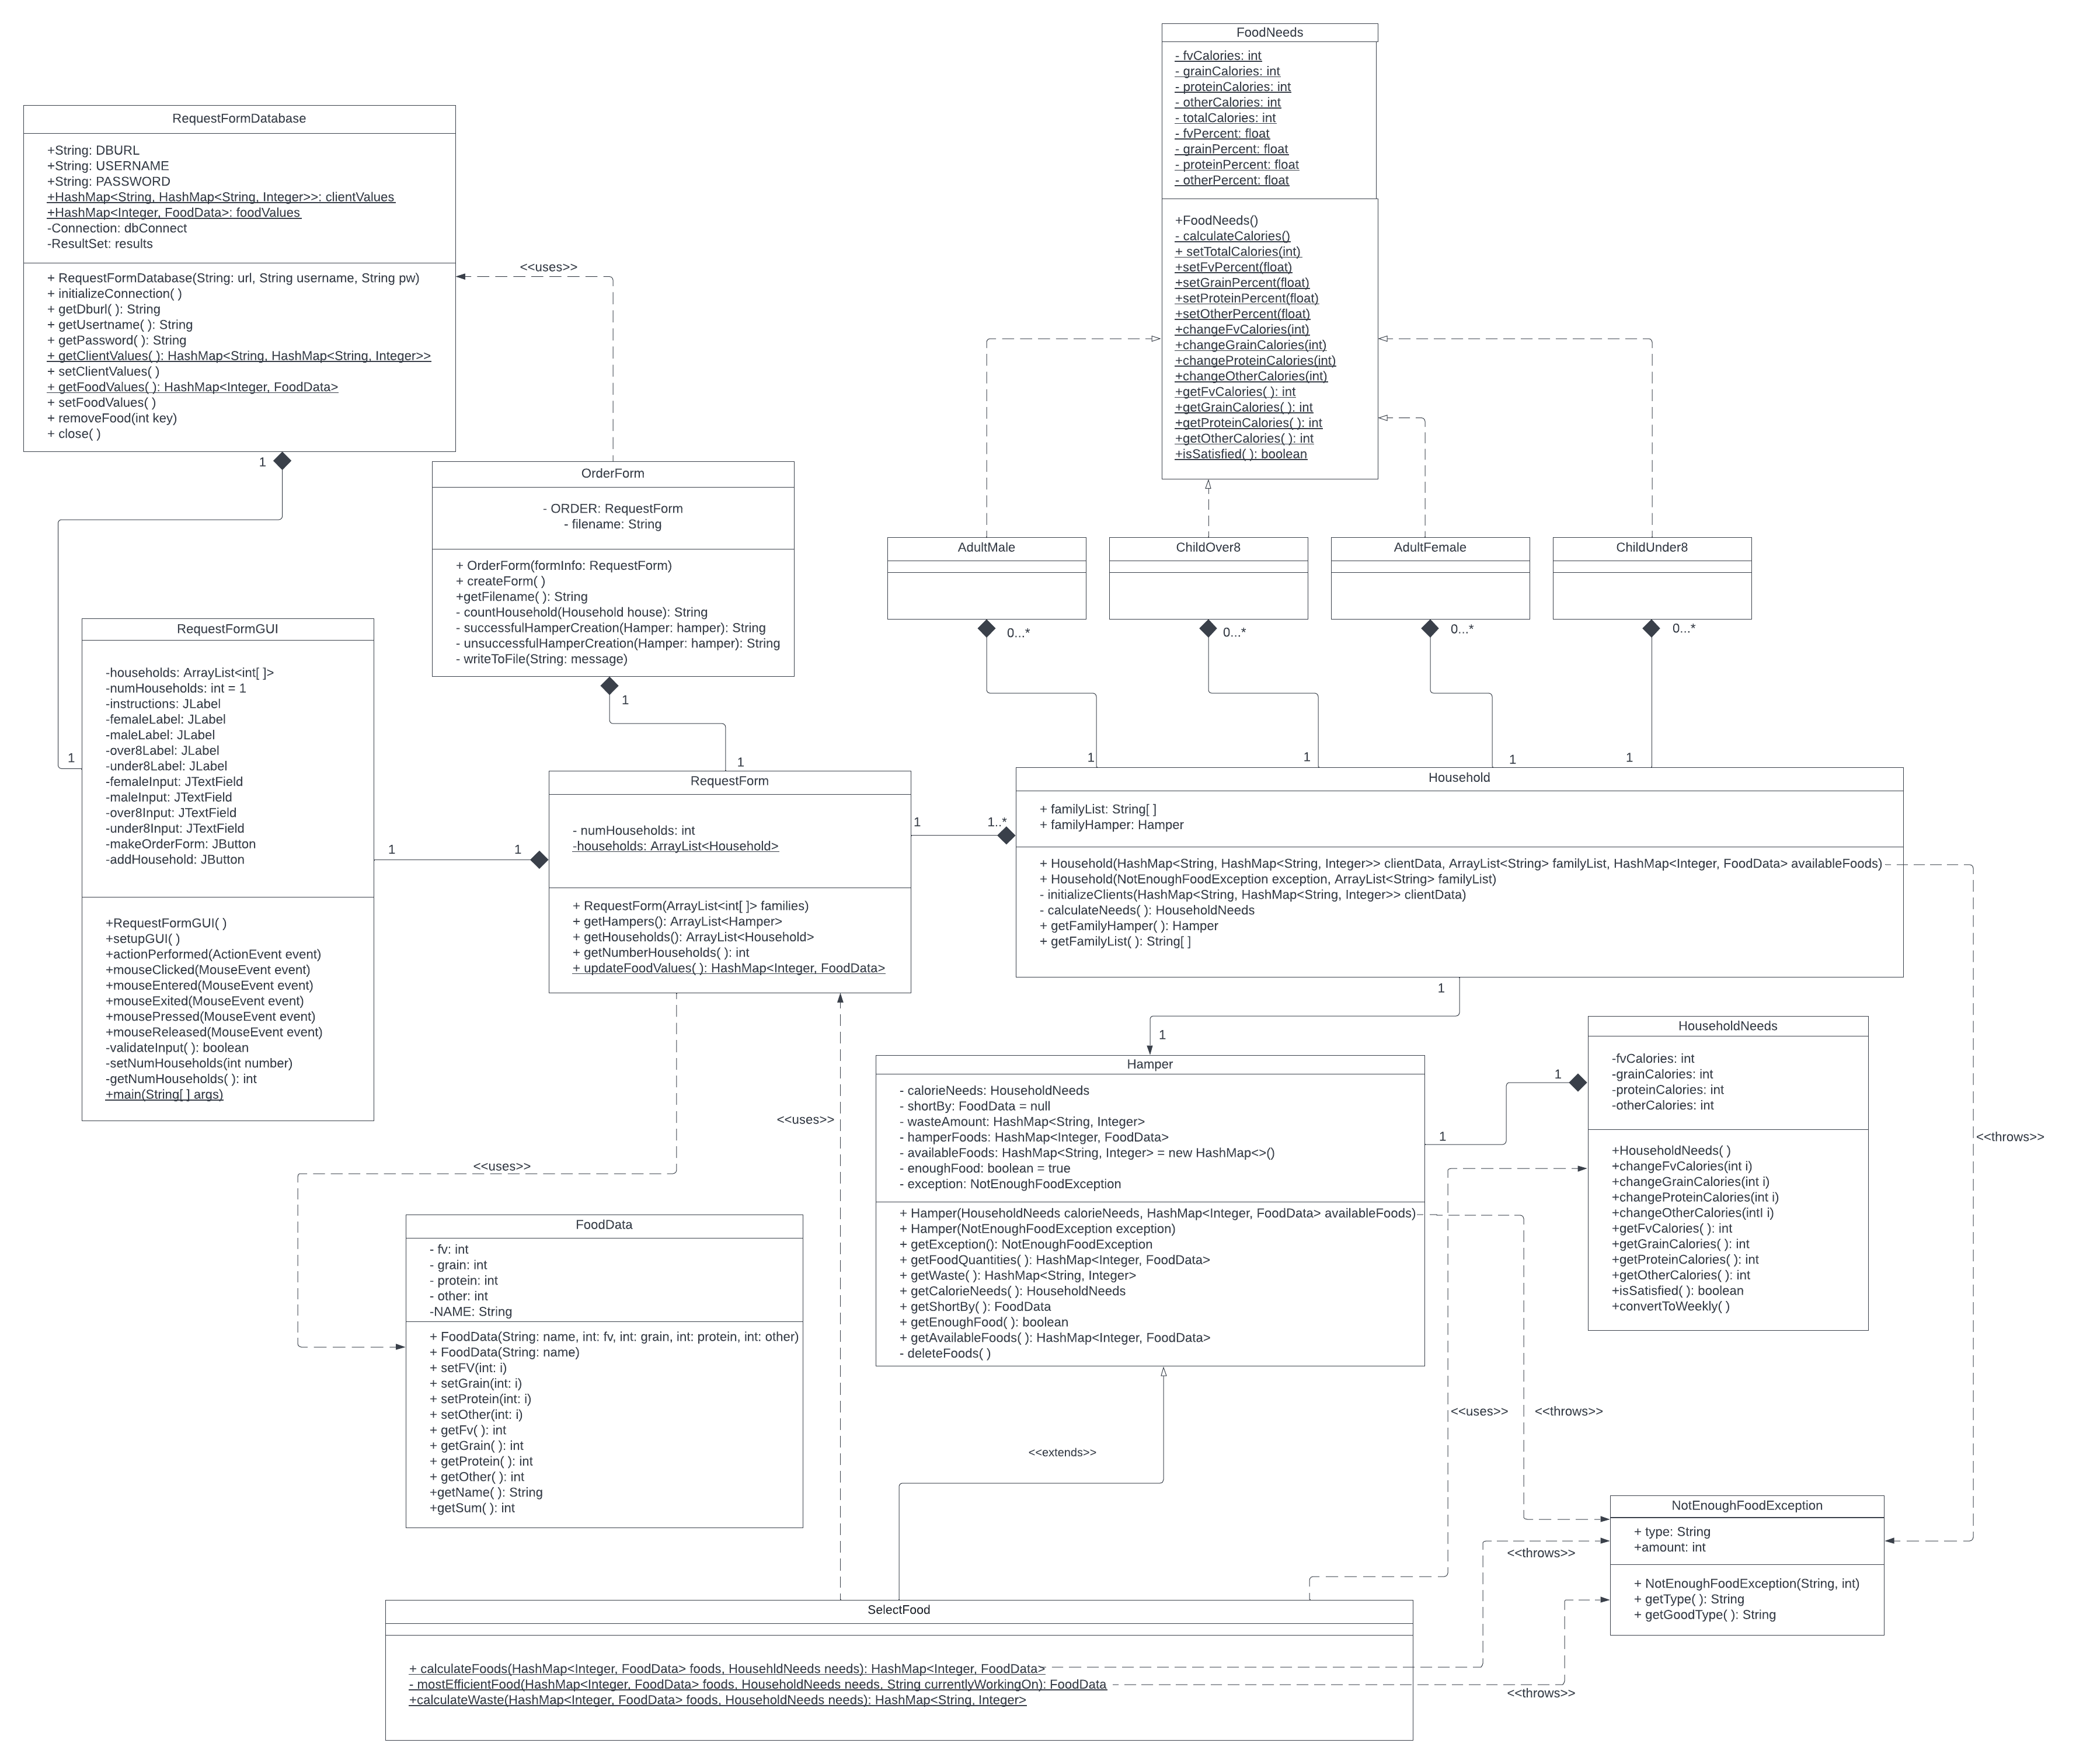 FoodNeeds
- fvCalories: int
- grainCalories: int
- proteinCalories: int
- otherCalories: int
- totalCalories: int
- fvPercent: float
- grainPercent: float
- proteinPercent: float
- otherPercent: float
+FoodNeeds()
- calculateCalories()
+ setTotalCalories(int)
+setFvPercent(float)
+setGrainPercent(float)
+setProteinPercent(float)
+setOtherPercent(float)
+changeFvCalories(int)
+changeGrainCalories(int)
+changeProteinCalories(int)
+changeOtherCalories(int)
+getFvCalories( ): int
+getGrainCalories( ): int
+getProteinCalories( ): int
+getOtherCalories( ): int
+isSatisfied( ): boolean
RequestFormDatabase
+String: DBURL
+String: USERNAME
+String: PASSWORD
+HashMap<String, HashMap<String, Integer>>: clientValues
+HashMap<Integer, FoodData>: foodValues
-Connection: dbConnect
-ResultSet: results
+ RequestFormDatabase(String: url, String username, String pw)
+ initializeConnection( )
+ getDburl( ): String
+ getUsertname( ): String
+ getPassword( ): String
+ getClientValues( ): HashMap<String, HashMap<String, Integer>>
+ setClientValues( )
+ getFoodValues( ): HashMap<Integer, FoodData>
+ setFoodValues( )
+ removeFood(int key)
+ close( )
<<uses>>
1
1
OrderForm
- ORDER: RequestForm
- filename: String
+ OrderForm(formInfo: RequestForm)
+ createForm( )
+getFilename( ): String
- countHousehold(Household house): String
- successfulHamperCreation(Hamper: hamper): String
- unsuccessfulHamperCreation(Hamper: hamper): String
- writeToFile(String: message)
1
1
AdultMale
ChildOver8
AdultFemale
ChildUnder8
0...*
0...*
0...*
0...*
1
1
1
1
RequestFormGUI
-households: ArrayList<int[ ]>
-numHouseholds: int = 1
-instructions: JLabel
-femaleLabel: JLabel
-maleLabel: JLabel
-over8Label: JLabel
-under8Label: JLabel
-femaleInput: JTextField
-maleInput: JTextField
-over8Input: JTextField
-under8Input: JTextField
-makeOrderForm: JButton
-addHousehold: JButton
+RequestFormGUI( )
+setupGUI( )
+actionPerformed(ActionEvent event)
+mouseClicked(MouseEvent event)
+mouseEntered(MouseEvent event)
+mouseExited(MouseEvent event)
+mousePressed(MouseEvent event)
+mouseReleased(MouseEvent event)
-validateInput( ): boolean
-setNumHouseholds(int number)
-getNumHouseholds( ): int
+main(String[ ] args)
1
1
RequestForm
- numHouseholds: int
-households: ArrayList<Household>
+ RequestForm(ArrayList<int[ ]> families)
+ getHampers(): ArrayList<Hamper>
+ getHouseholds(): ArrayList<Household>
+ getNumberHouseholds( ): int
+ updateFoodValues( ): HashMap<Integer, FoodData>
1
1..*
Household
+ familyList: String[ ]
+ familyHamper: Hamper
+ Household(HashMap<String, HashMap<String, Integer>> clientData, ArrayList<String> familyList, HashMap<Integer, FoodData> availableFoods)
+ Household(NotEnoughFoodException exception, ArrayList<String> familyList)
- initializeClients(HashMap<String, HashMap<String, Integer>> clientData)
- calculateNeeds( ): HouseholdNeeds
+ getFamilyHamper( ): Hamper
+ getFamilyList( ): String[ ]
1
1
Hamper
- calorieNeeds: HouseholdNeeds
- shortBy: FoodData = null
- wasteAmount: HashMap<String, Integer>
- hamperFoods: HashMap<Integer, FoodData>
- availableFoods: HashMap<String, Integer> = new HashMap<>()
- enoughFood: boolean = true
- exception: NotEnoughFoodException
+ Hamper(HouseholdNeeds calorieNeeds, HashMap<Integer, FoodData> availableFoods)
+ Hamper(NotEnoughFoodException exception)
+ getException(): NotEnoughFoodException
+ getFoodQuantities( ): HashMap<Integer, FoodData>
+ getWaste( ): HashMap<String, Integer>
+ getCalorieNeeds( ): HouseholdNeeds
+ getShortBy( ): FoodData
+ getEnoughFood( ): boolean
+ getAvailableFoods( ): HashMap<Integer, FoodData>
- deleteFoods( )
1
1
HouseholdNeeds
-fvCalories: int
-grainCalories: int
-proteinCalories: int
-otherCalories: int
+HouseholdNeeds( )
+changeFvCalories(int i)
+changeGrainCalories(int i)
+changeProteinCalories(int i)
+changeOtherCalories(intl i)
+getFvCalories( ): int
+getGrainCalories( ): int
+getProteinCalories( ): int
+getOtherCalories( ): int
+isSatisfied( ): boolean
+convertToWeekly( )
<<throws>>
<<uses>>
<<uses>>
FoodData
- fv: int
- grain: int
- protein: int
- other: int
-NAME: String
+ FoodData(String: name, int: fv, int: grain, int: protein, int: other)
+ FoodData(String: name)
+ setFV(int: i)
+ setGrain(int: i)
+ setProtein(int: i)
+ setOther(int: i)
+ getFv( ): int
+ getGrain( ): int
+ getProtein( ): int
+ getOther( ): int
+getName( ): String
+getSum( ): int
<<extends>>
<<uses>>
<<throws>>
NotEnoughFoodException
+ type: String
+amount: int
+ NotEnoughFoodException(String, int)
+ getType( ): String
+ getGoodType( ): String
<<throws>>
<<throws>>
SelectFood
+ calculateFoods(HashMap<Integer, FoodData> foods, HousehldNeeds needs): HashMap<Integer, FoodData>
- mostEfficientFood(HashMap<Integer, FoodData> foods, HouseholdNeeds needs, String currentlyWorkingOn): FoodData
+calculateWaste(HashMap<Integer, FoodData> foods, HouseholdNeeds needs): HashMap<String, Integer>